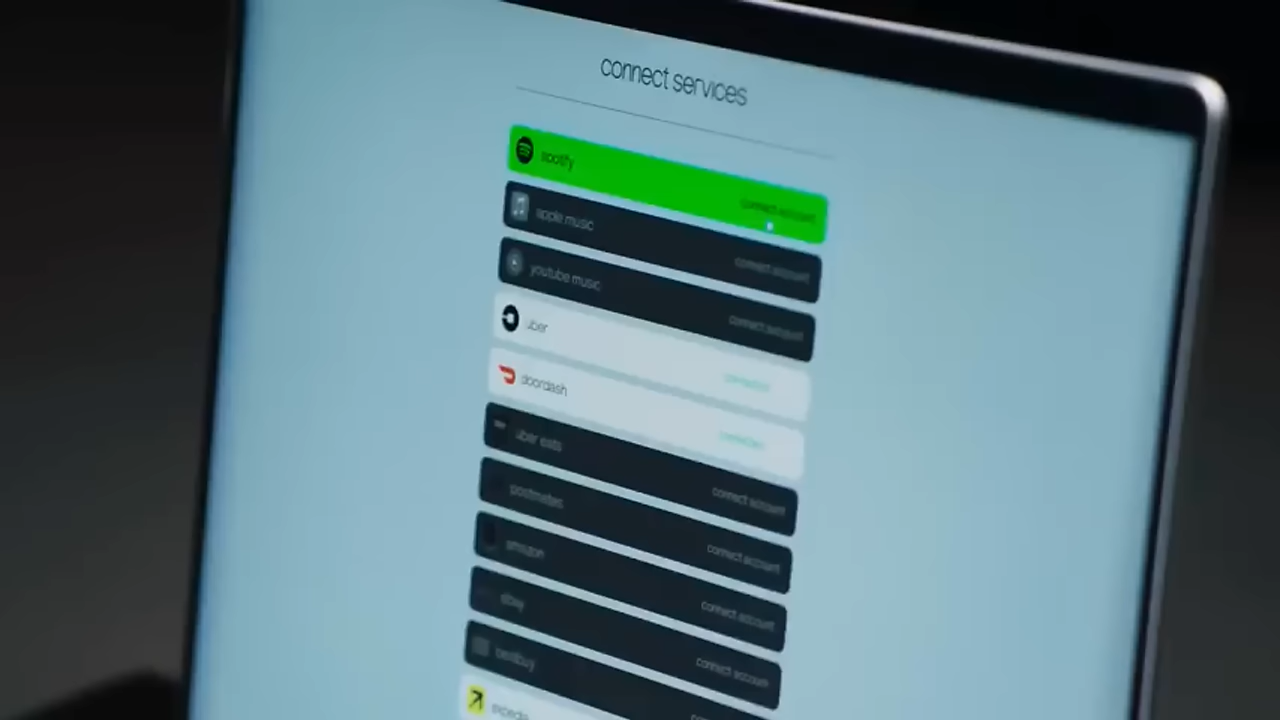 connect services
spotify
connect account
apple music
connect account
youtube music
connect account
uber
connected
doordash
connected
uber eats
connect account
postmates
connect account
amazon
connect account
ebay
connect account
bestbuy
expedia